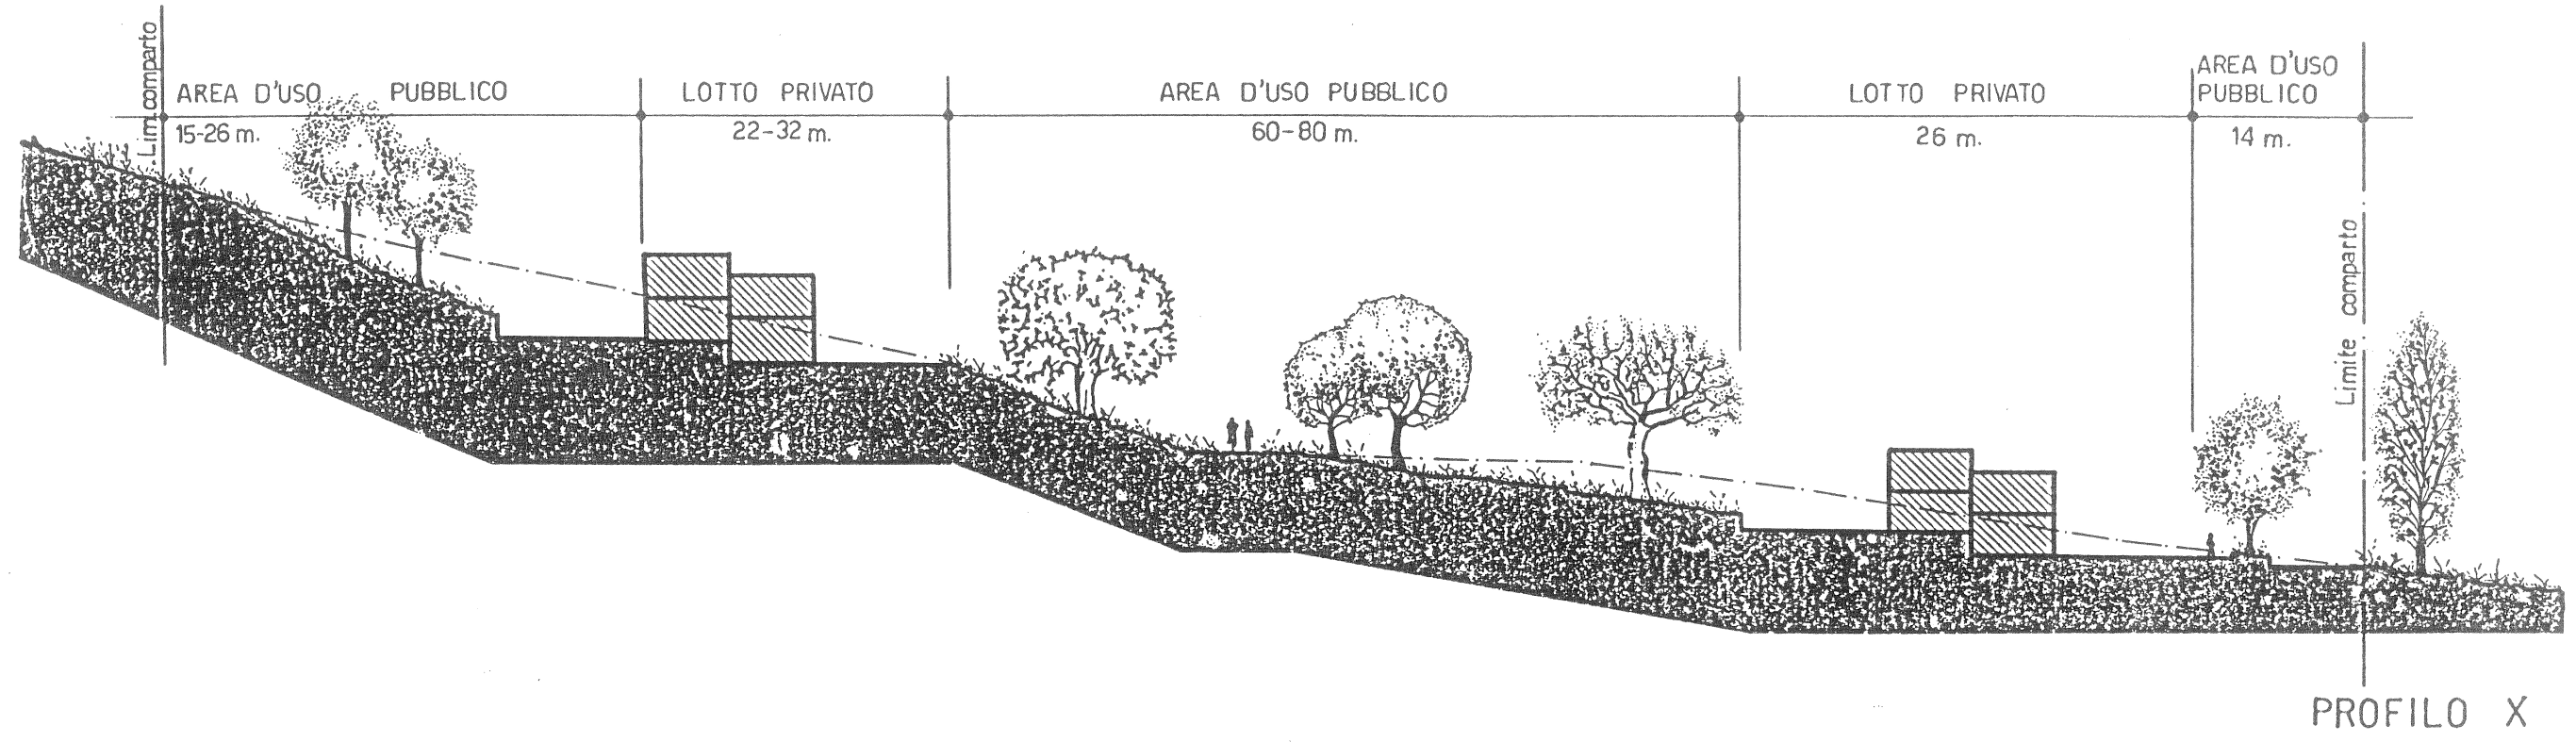 Lim. comparto
AREA D'USO PUBBLICO
15-26 m.
LOTTO PRIVATO
22-32 m.
AREA D'USO PUBBLICO
60-80 m.
LOTTO PRIVATO
26 m.
AREA D'USO
PUBBLICO
14 m.
Limite comparto
PROFILO X